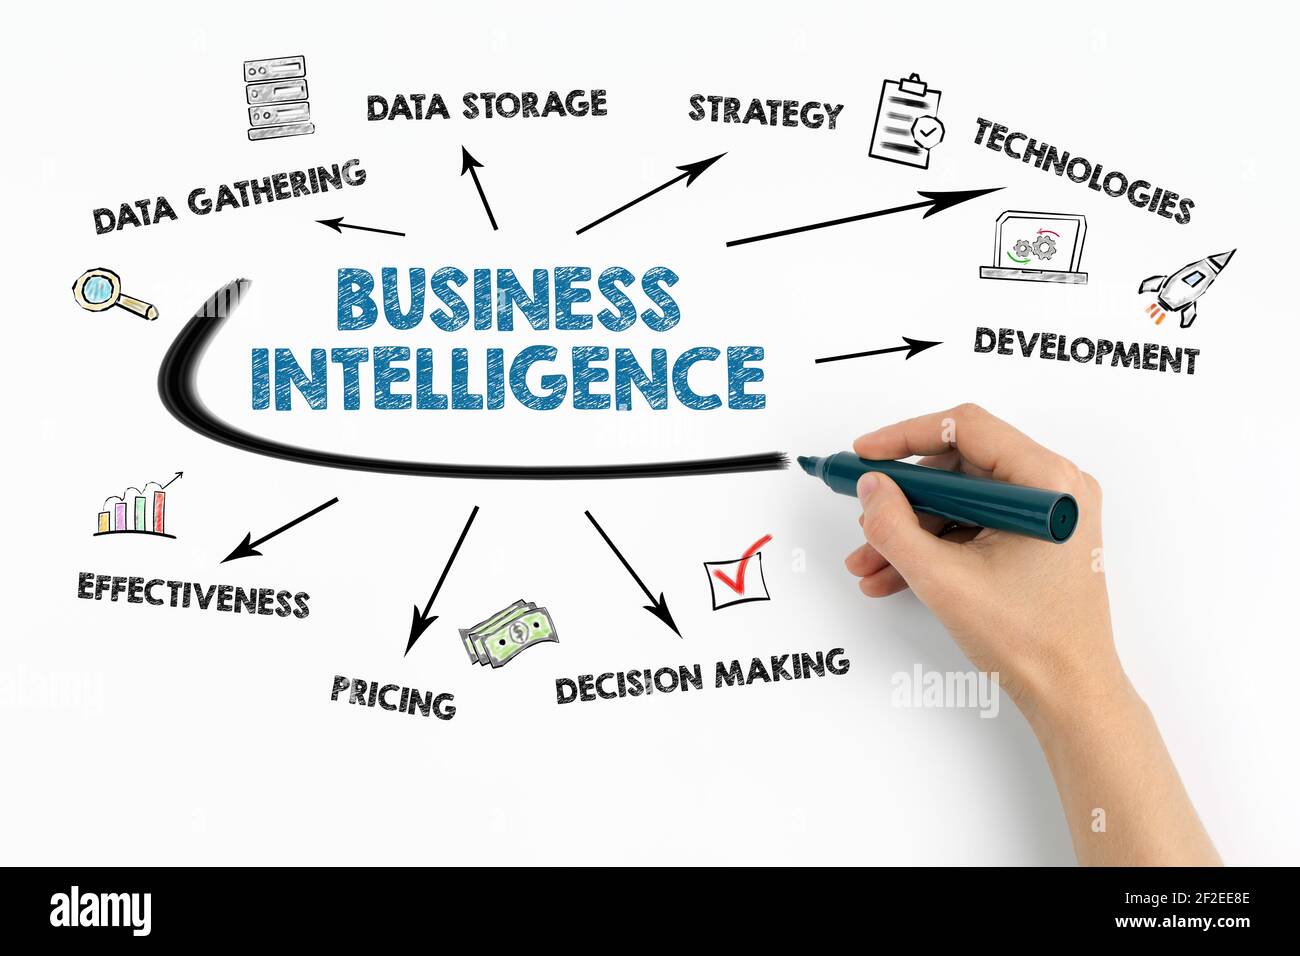 DATA STORAGE
STRATEGY
TECHNOLOGIES
DATA GATHERING
BUSINESS
INTELLIGENCE
DEVELOPMENT
EFFECTIVENESS
PRICING
DECISION MAKING
alamy
alamy
alamy
Image ID: 2F2EE8E
www.alamy.com